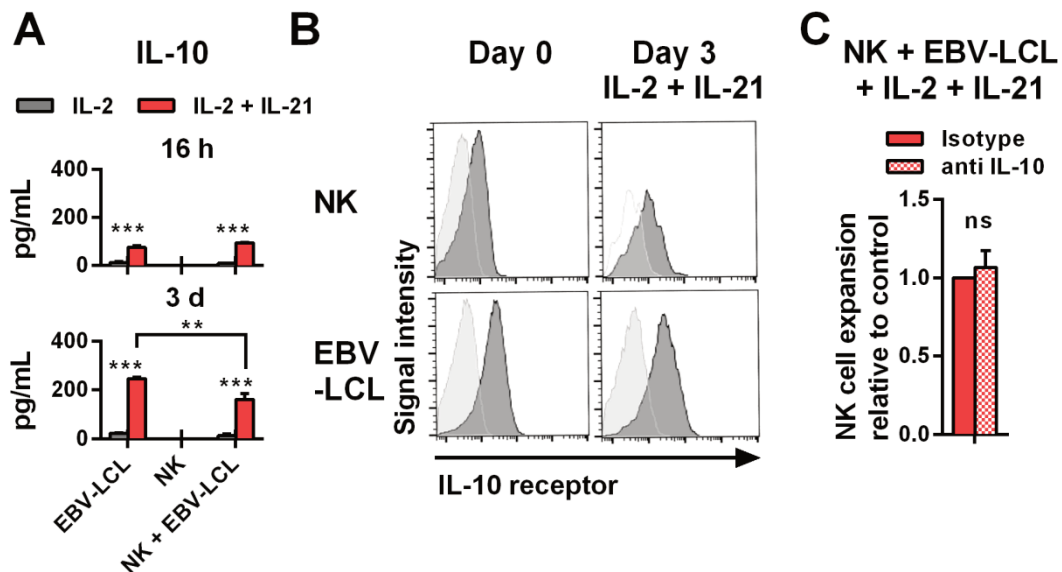 A
IL-10
IL-2
IL-2 + IL-21
16 h
400
200
0
pg/mL
***
***
3 d
**
400
200
0
pg/mL
***
***
EBV-LCL
NK
NK + EBV-LCL
B
Day 0
Day 3
IL-2 + IL-21
NK
EBV
-LCL
Signal intensity
IL-10 receptor
C
NK + EBV-LCL
+ IL-2 + IL-21
Isotype
anti IL-10
ns
1.5
1.0
0.5
0.0
NK cell expansion
relative to control